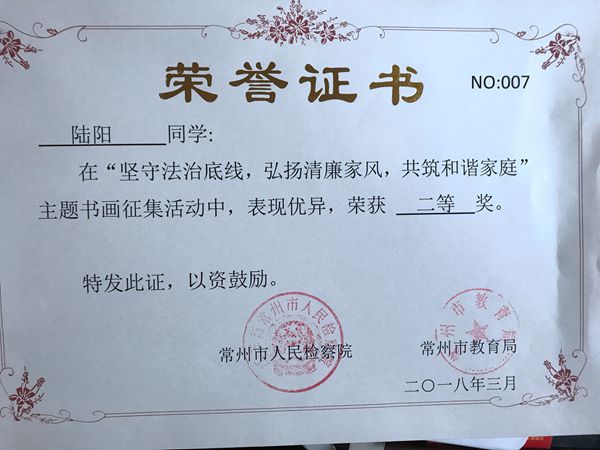 荣誉证书
NO:007
陆阳 同学:
在“坚守法治底线，弘扬清廉家风，共筑和谐家庭”
主题书画征集活动中，表现优异，荣获 二等 奖。
特发此证，以资鼓励。
常州市人民检察院 常州市教育局
二〇一八年三月